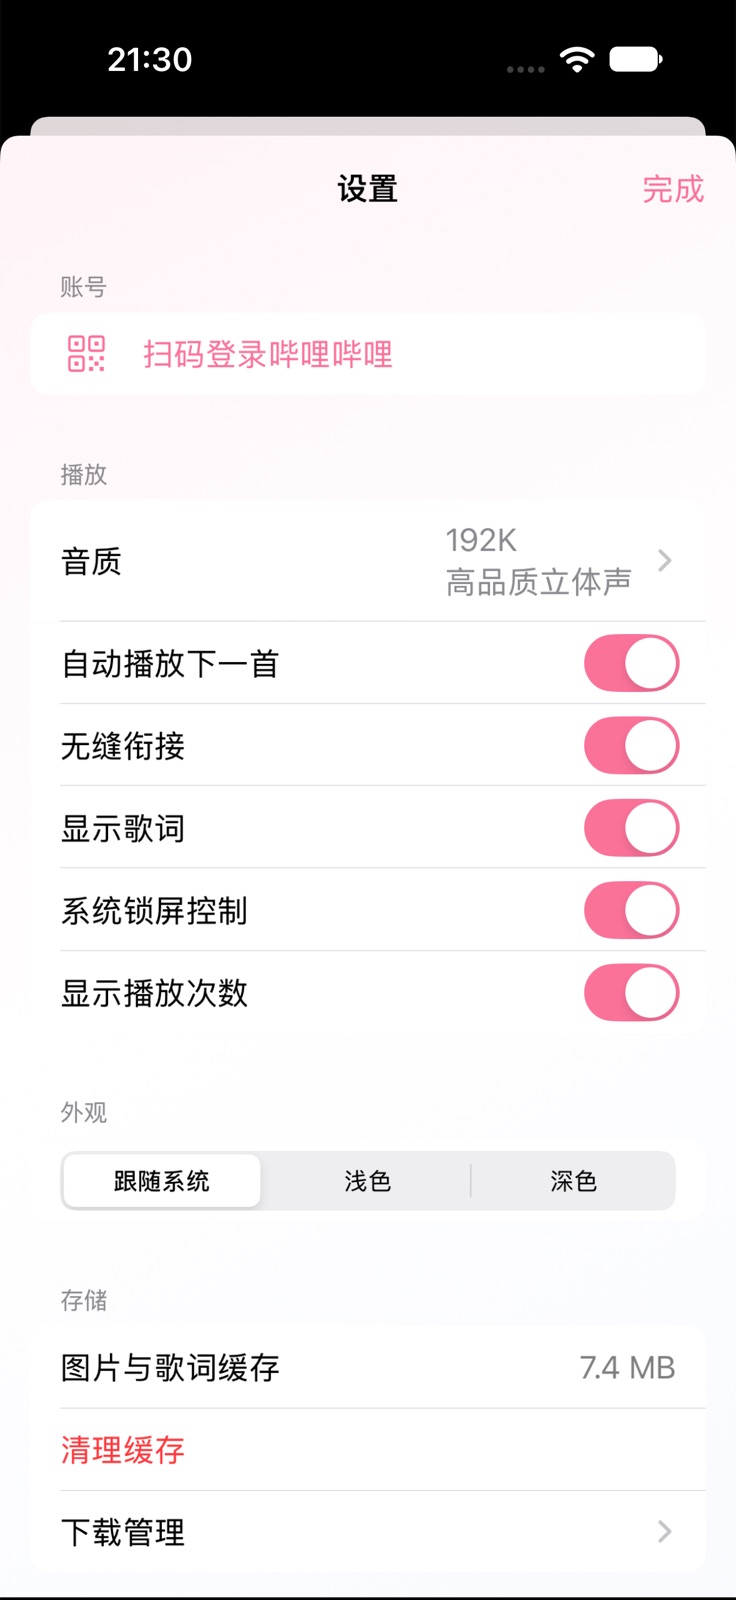 21:30
设置
完成
账号
扫码登录哔哩哔哩
播放
音质
192K
高品质立体声
自动播放下一首
无缝衔接
显示歌词
系统锁屏控制
显示播放次数
外观
跟随系统
浅色
深色
存储
图片与歌词缓存
7.4 MB
清理缓存
下载管理